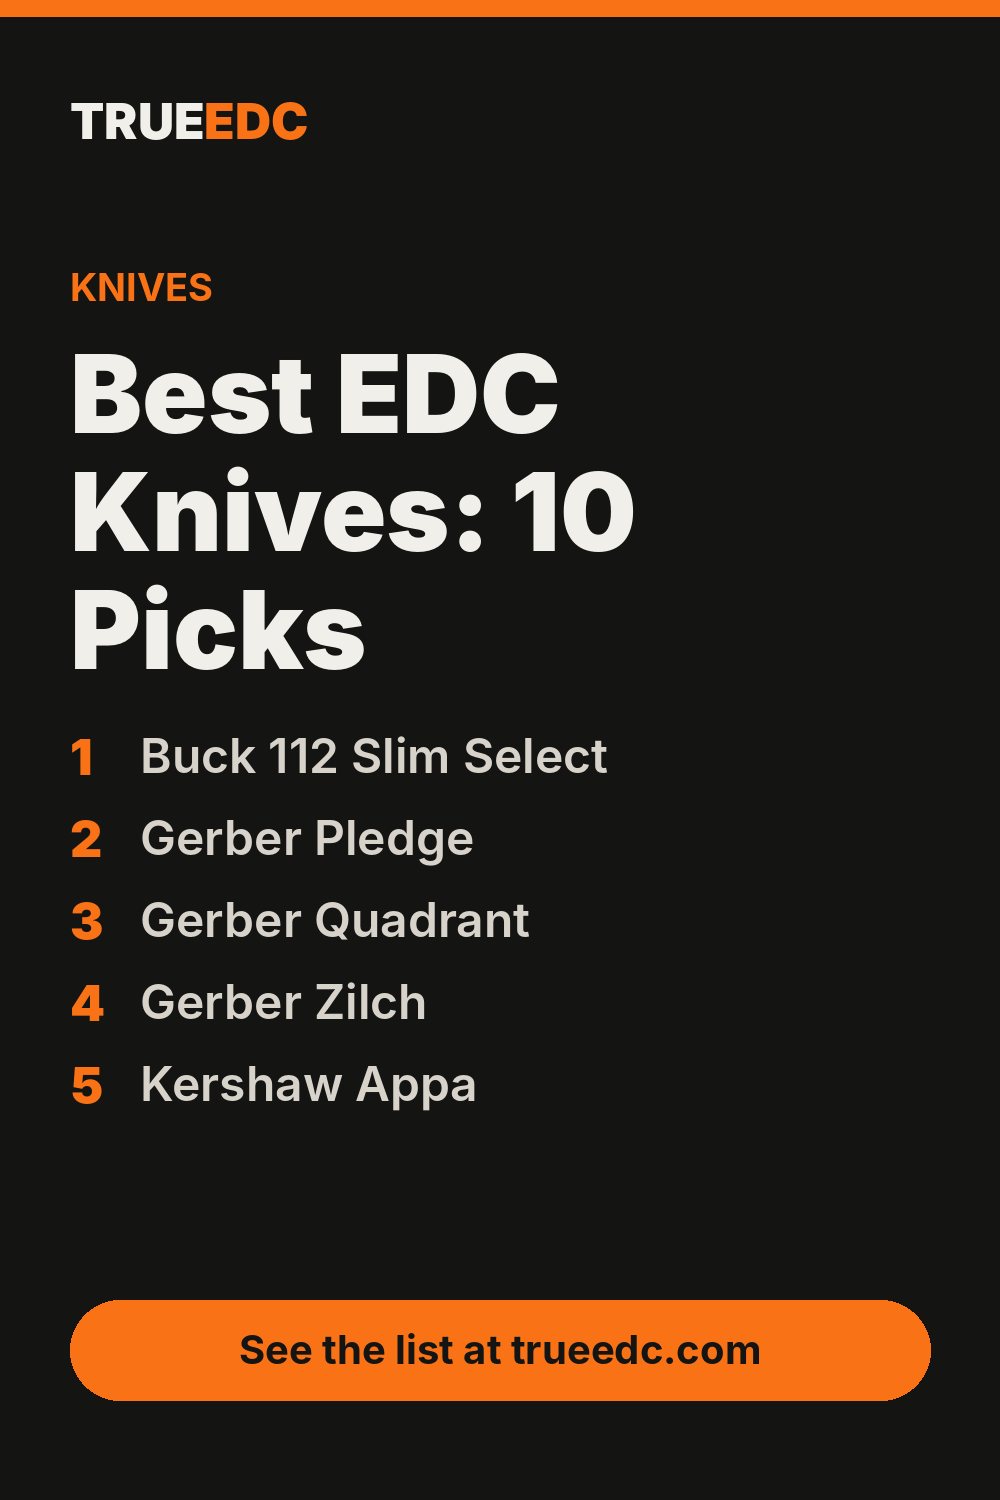 TRUEEDC
KNIVES
Best EDC
Knives: 10
Picks
1 Buck 112 Slim Select
2 Gerber Pledge
3 Gerber Quadrant
4 Gerber Zilch
5 Kershaw Appa
See the list at trueedc.com